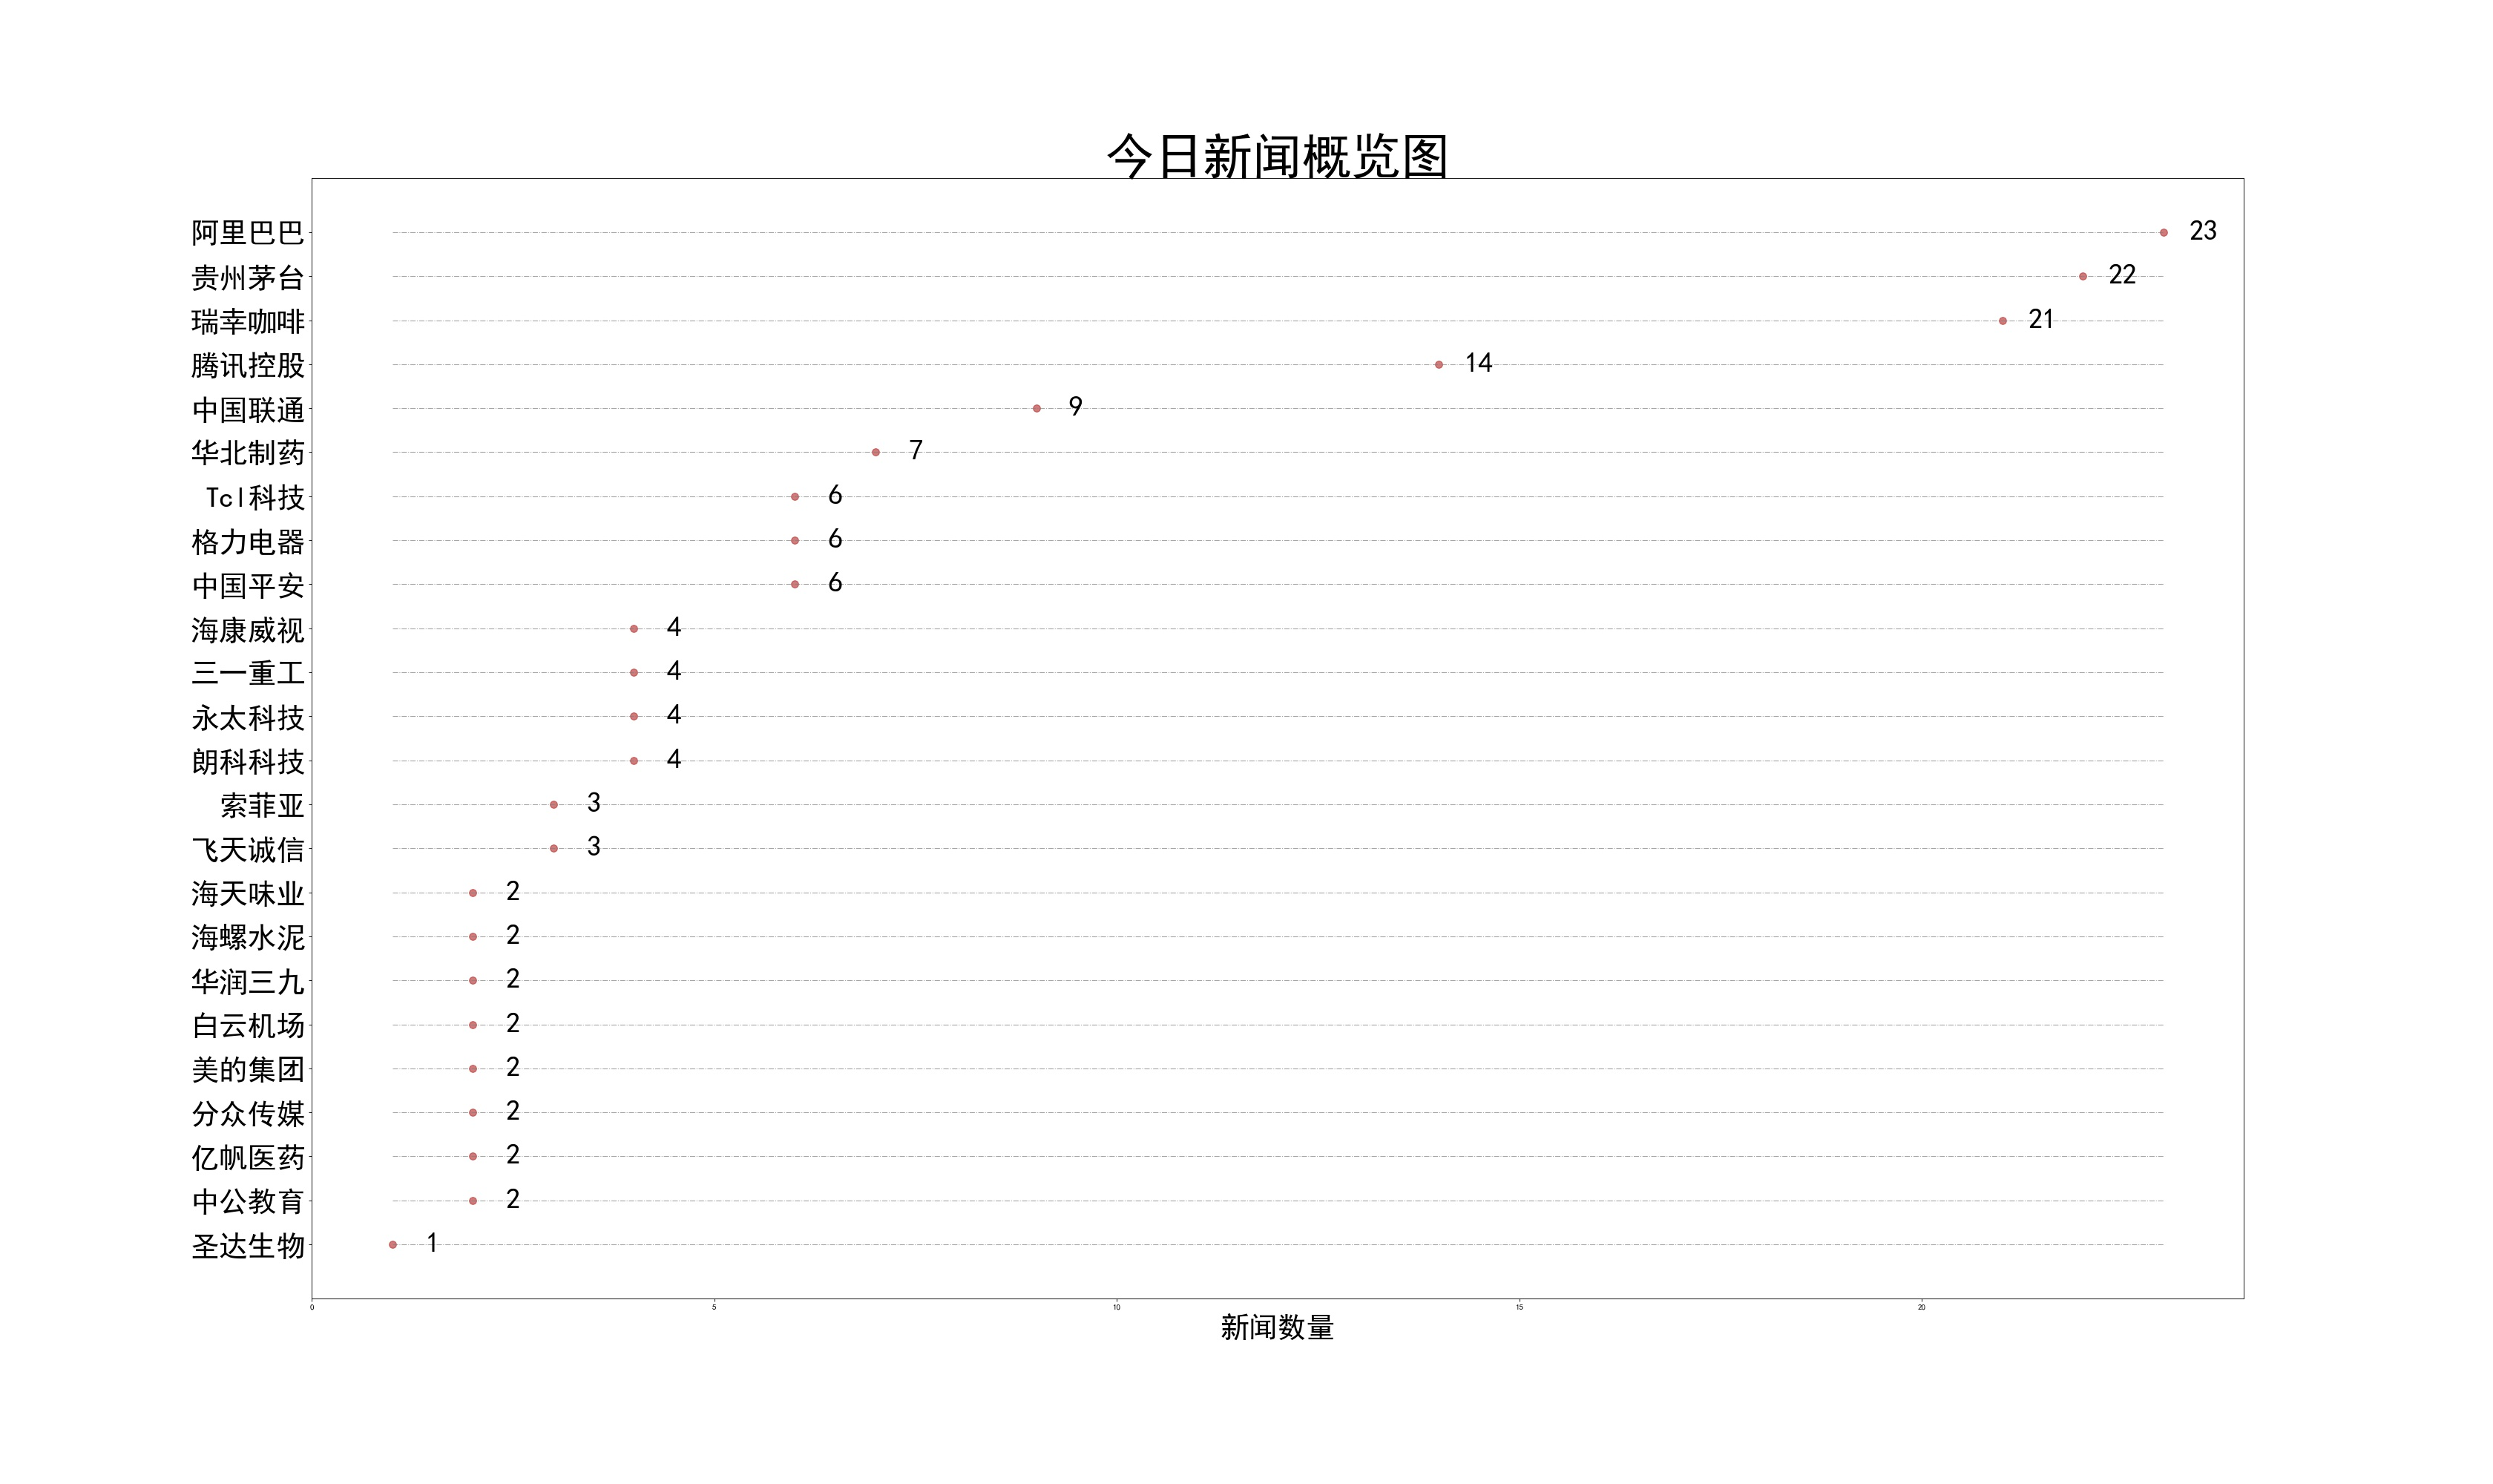 今日新闻概览图
阿里巴巴 23
贵州茅台 22
瑞幸咖啡 21
腾讯控股 14
中国联通 9
华北制药 7
Tcl科技 6
格力电器 6
中国平安 6
海康威视 4
三一重工 4
永太科技 4
朗科科技 4
索菲亚 3
飞天诚信 3
海天味业 2
海螺水泥 2
华润三九 2
白云机场 2
美的集团 2
分众传媒 2
亿帆医药 2
中公教育 2
圣达生物 1
0 5 10 15 20
新闻数量